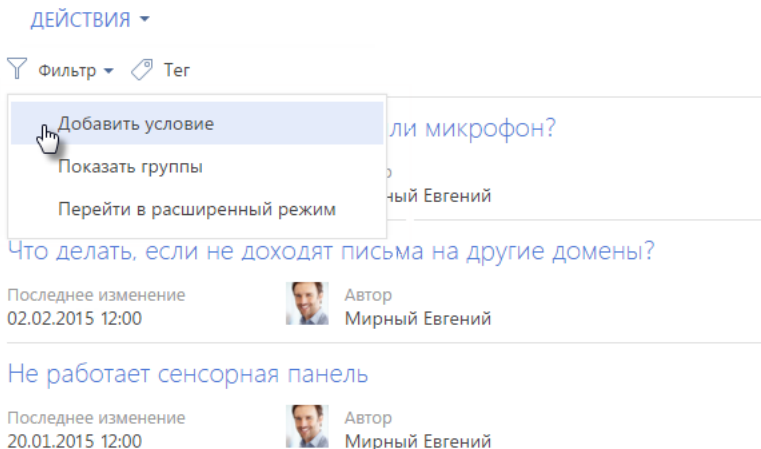 ДЕЙСТВИЯ
Фильтр Тег
Добавить условие
ли микрофон?
Показать группы
Мирный Евгений
Перейти в расширенный режим
Что делать, если не доходят письма на другие домены?
Последнее изменение Автор
02.02.2015 12:00 Мирный Евгений
Не работает сенсорная панель
Последнее изменение Автор
20.01.2015 12:00 Мирный Евгений